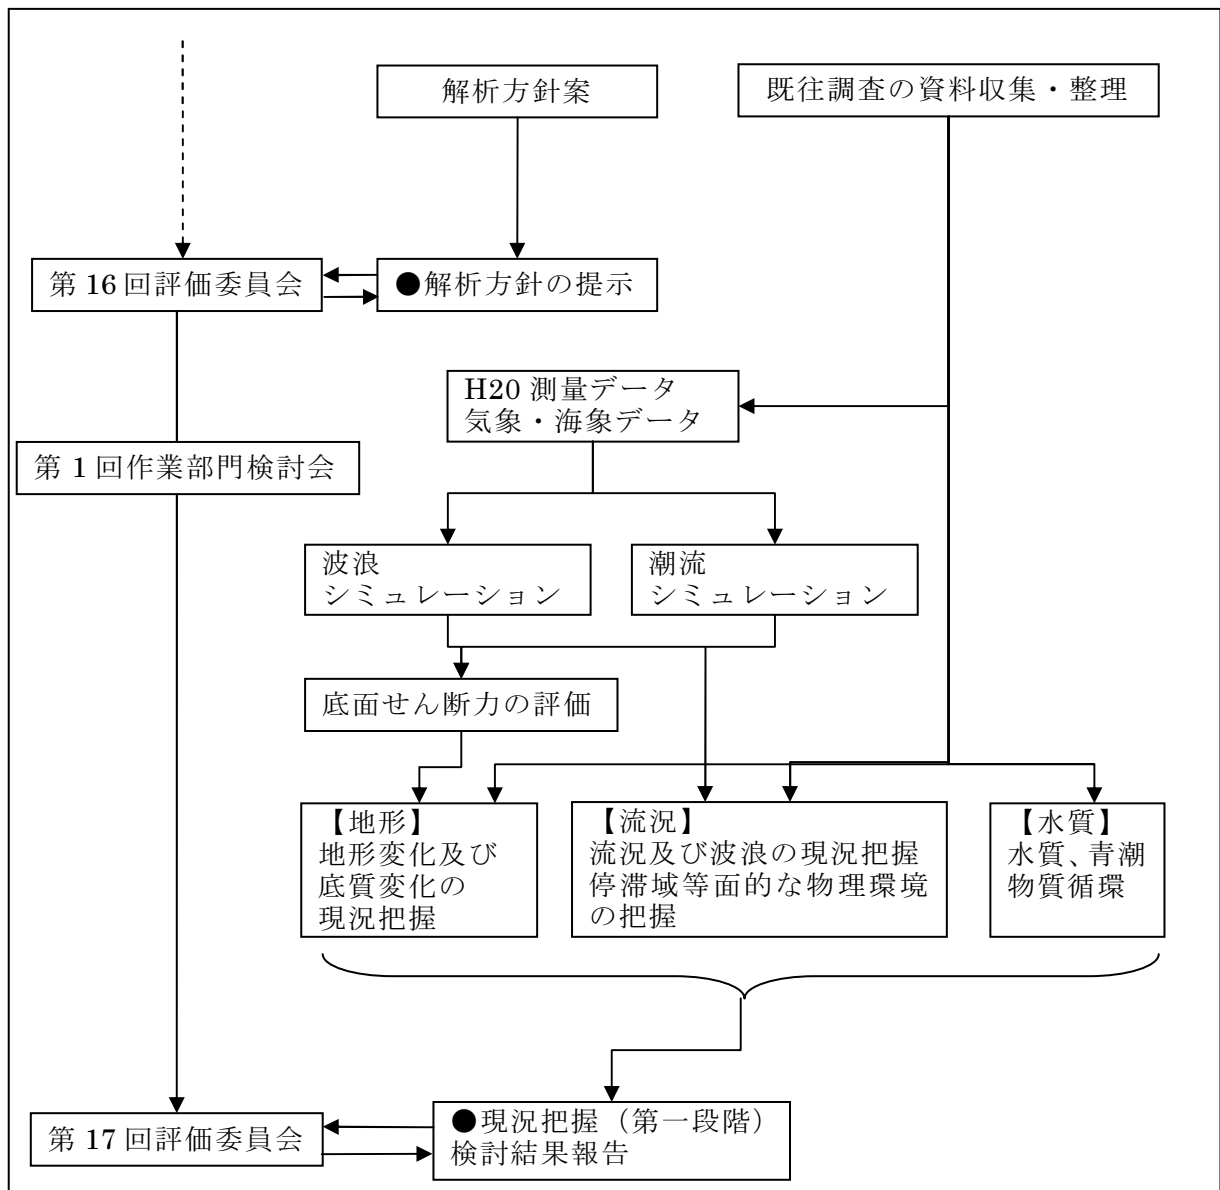 解析方針案
既往調査の資料収集・整理
第 16 回評価委員会
●解析方針の提示
H20 測量データ
気象・海象データ
第 1 回作業部門検討会
波浪
シミュレーション
潮流
シミュレーション
底面せん断力の評価
【地形】
地形変化及び
底質変化の
現況把握
【流況】
流況及び波浪の現況把握
停滞域等面的な物理環境
の把握
【水質】
水質、青潮
物質循環
第 17 回評価委員会
●現況把握（第一段階）
検討結果報告